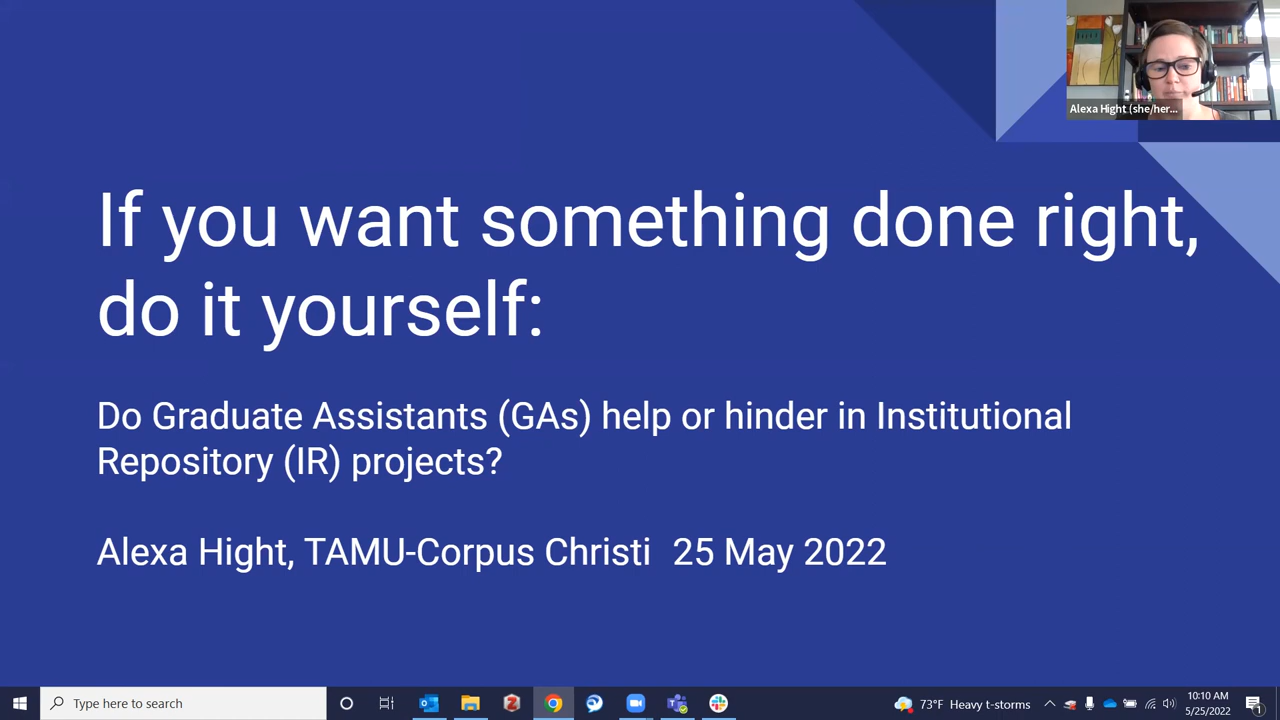 Alexa Hight (she/her...
If you want something done right,
do it yourself:
Do Graduate Assistants (GAs) help or hinder in Institutional
Repository (IR) projects?
Alexa Hight, TAMU-Corpus Christi 25 May 2022
Type here to search
73°F Heavy t-storms
10:10 AM
5/25/2022
1